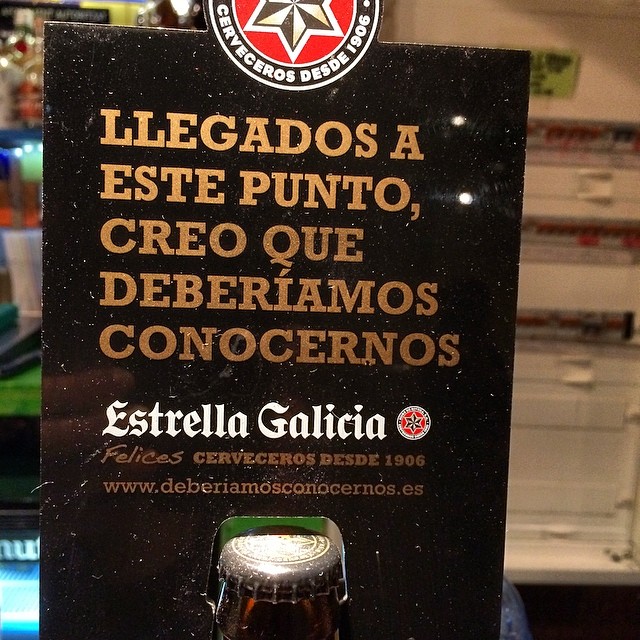 CERVECEROS DESDE 1906
LLEGADOS A
ESTE PUNTO,
CREO QUE
DEBERÍAMOS
CONOCERNOS
Estrella Galicia
Felices CERVECEROS DESDE 1906
www.deberiamosconocernos.es